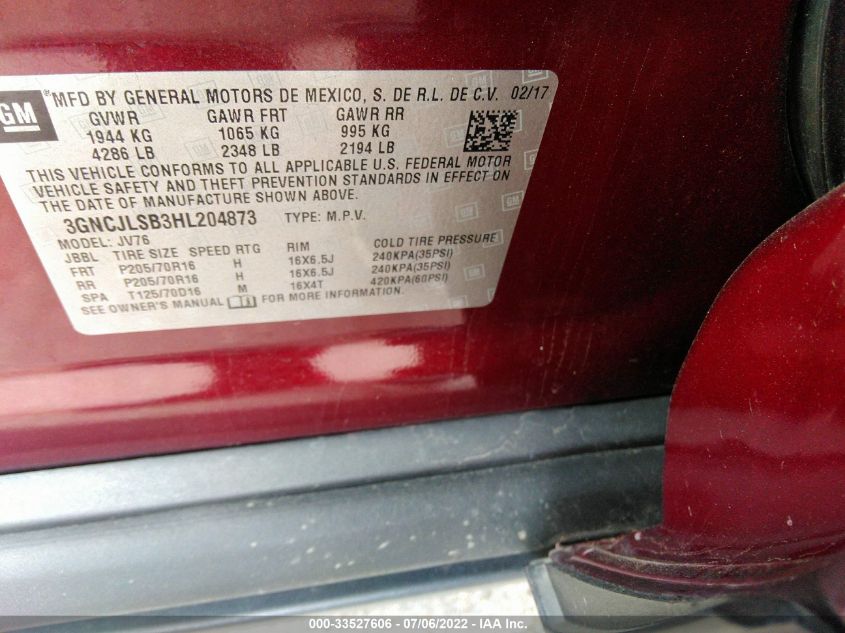 GM
®MFD BY GENERAL MOTORS DE MEXICO, S. DE R.L. DE C.V. 02/17
GVWR GAWR FRT GAWR RR
1944 KG 1065 KG 995 KG
4286 LB 2348 LB 2194 LB
THIS VEHICLE CONFORMS TO ALL APPLICABLE U.S. FEDERAL MOTOR
VEHICLE SAFETY AND THEFT PREVENTION STANDARDS IN EFFECT ON
THE DATE OF MANUFACTURE SHOWN ABOVE.
3GNCJLSB3HL204873 TYPE: M.P.V.
MODEL: JV76
JBBL TIRE SIZE SPEED RTG RIM COLD TIRE PRESSURE
FRT P205/70R16 H 16X6.5J 240KPA(35PSI)
RR P205/70R16 H 16X6.5J 240KPA(35PSI)
SPA T125/70D16 M 16X4T 420KPA(60PSI)
SEE OWNER'S MANUAL FOR MORE INFORMATION.
000-33527606 - 07/06/2022 - IAA Inc.